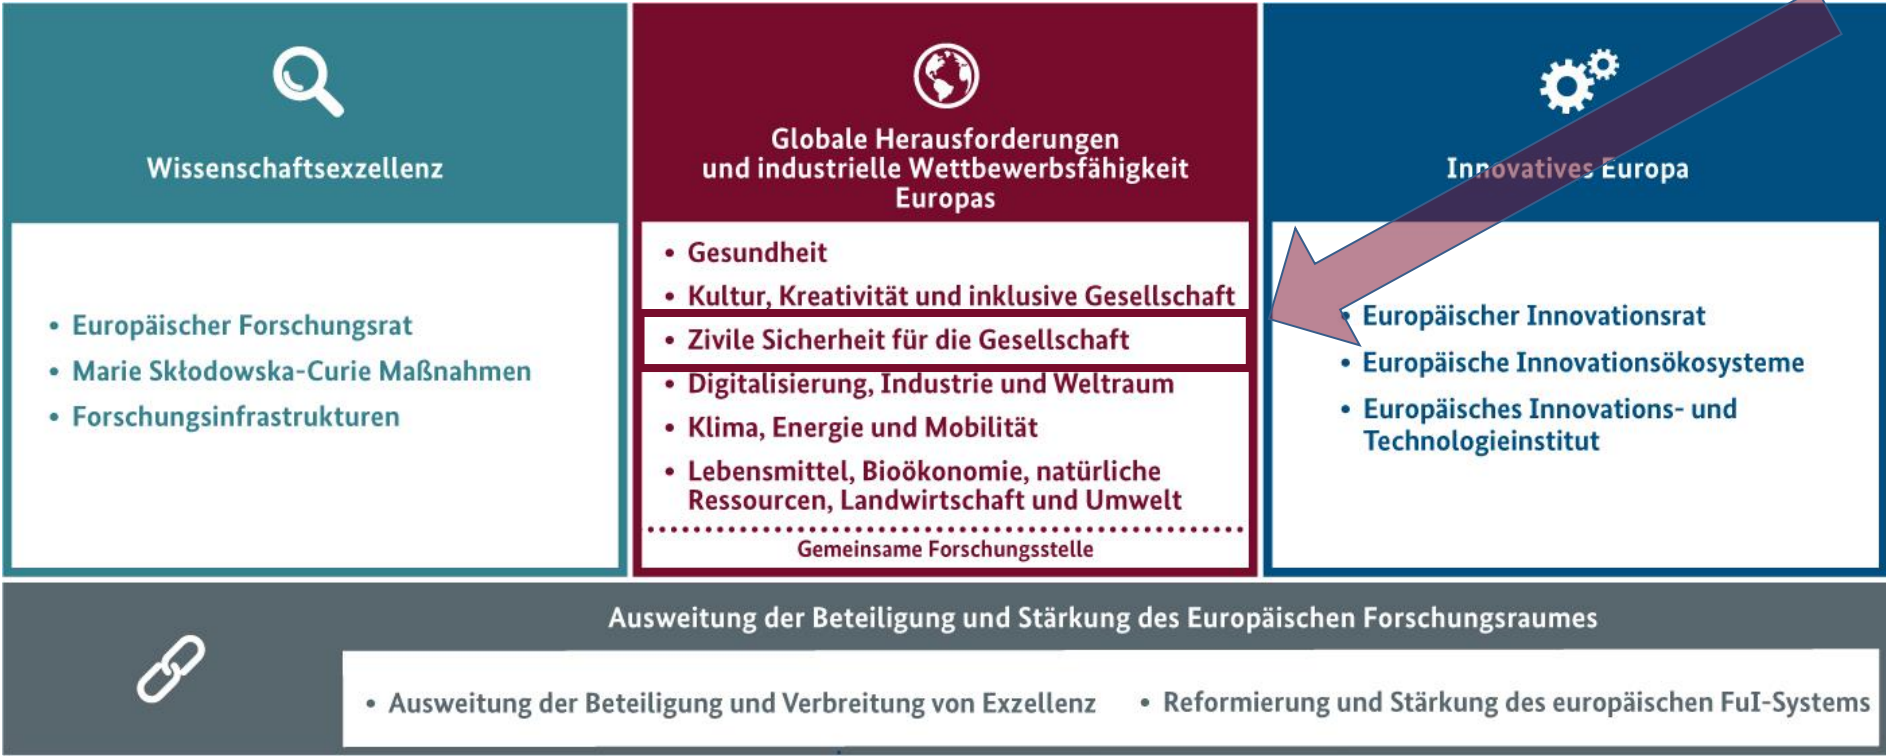 Wissenschaftsexzellenz
• Europäischer Forschungsrat
• Marie Skłodowska-Curie Maßnahmen
• Forschungsinfrastrukturen
Globale Herausforderungen
und industrielle Wettbewerbsfähigkeit
Europas
• Gesundheit
• Kultur, Kreativität und inklusive Gesellschaft
• Zivile Sicherheit für die Gesellschaft
• Digitalisierung, Industrie und Weltraum
• Klima, Energie und Mobilität
• Lebensmittel, Bioökonomie, natürliche
Ressourcen, Landwirtschaft und Umwelt
Gemeinsame Forschungsstelle
Innovatives Europa
• Europäischer Innovationsrat
• Europäische Innovationsökosysteme
• Europäisches Innovations- und
Technologieinstitut
Ausweitung der Beteiligung und Stärkung des Europäischen Forschungsraumes
• Ausweitung der Beteiligung und Verbreitung von Exzellenz
• Reformierung und Stärkung des europäischen FuI-Systems